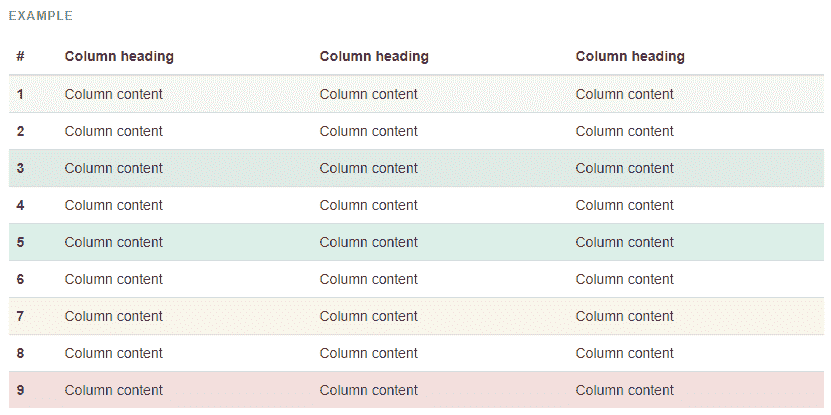 EXAMPLE
# Column heading Column heading Column heading
1 Column content Column content Column content
2 Column content Column content Column content
3 Column content Column content Column content
4 Column content Column content Column content
5 Column content Column content Column content
6 Column content Column content Column content
7 Column content Column content Column content
8 Column content Column content Column content
9 Column content Column content Column content